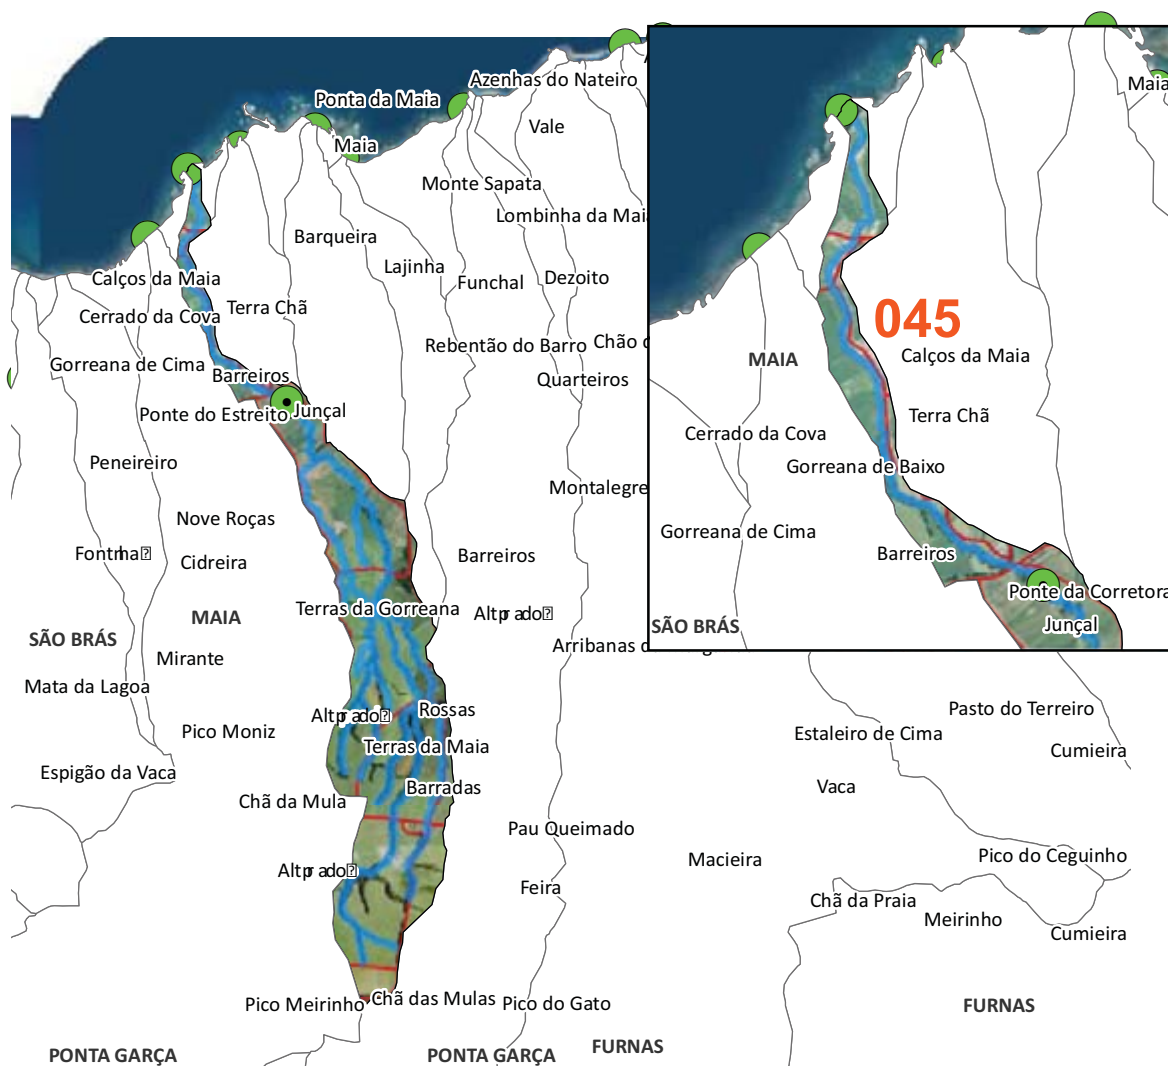 Azenhas do Nateiro
Ponta da Maia
Vale
Maia
Monte Sapata
Lombinha da Maia
Barqueira
Lajinha
Funchal
Dezoito
Calços da Maia
Terra Chã
Cerrado da Cova
Rebentão do Barro
Chão d
Gorreana de Cima
Barreiros
Quarteiros
Ponte do Estreito
Junçal
Peneireiro
Montalegre
Nove Roças
Barreiros
Cidreira
Terras da Gorreana
MAIA
SÃO BRÁS
Mirante
Mata da Lagoa
Rossas
Pico Moniz
Terras da Maia
Espigão da Vaca
Barradas
Chã da Mula
Pau Queimado
Feira
Pico Meirinho
Chã das Mulas
Pico do Gato
PONTA GARÇA
PONTA GARÇA
FURNAS
Maia
045
MAIA
Calços da Maia
Terra Chã
Cerrado da Cova
Gorreana de Baixo
Gorreana de Cima
Barreiros
Ponte da Corretora
Junçal
SÃO BRÁS
Arribanas
Pasto do Terreiro
Estaleiro de Cima
Cumieira
Vaca
Macieira
Pico do Ceguinho
Chã da Praia
Meirinho
Cumieira
FURNAS